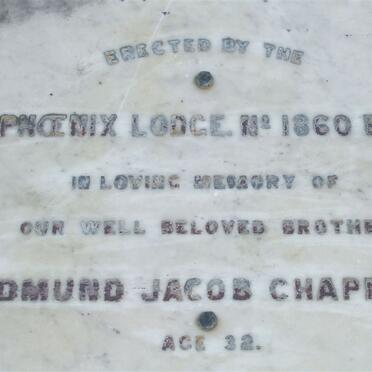 ERECTED BY THE
PHŒNIX LODGE. No 1860 E
IN LOVING MEMORY OF
OUR WELL BELOVED BROTHE
DMUND JACOB CHAP
AGE 32.